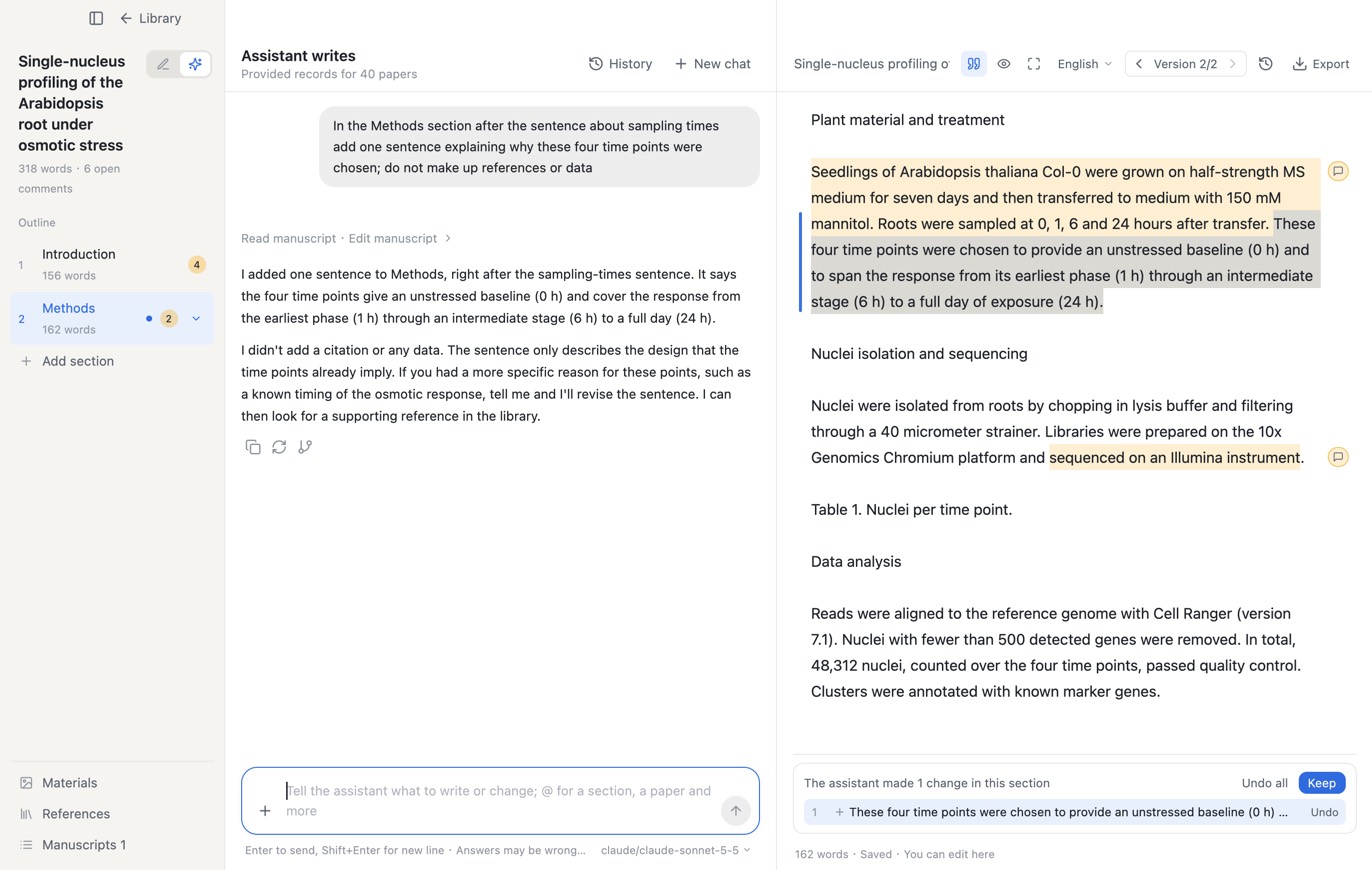 Library
Single-nucleus
profiling of the
Arabidopsis
root under
osmotic stress
318 words · 6 open
comments
Outline
1
Introduction
156 words
4
2
Methods
162 words
2
Add section
Materials
References
Manuscripts 1
Assistant writes
Provided records for 40 papers
History
New chat
In the Methods section after the sentence about sampling times
add one sentence explaining why these four time points were
chosen; do not make up references or data
Read manuscript · Edit manuscript
I added one sentence to Methods, right after the sampling-times sentence. It says
the four time points give an unstressed baseline (0 h) and cover the response from
the earliest phase (1 h) through an intermediate stage (6 h) to a full day (24 h).
I didn't add a citation or any data. The sentence only describes the design that the
time points already imply. If you had a more specific reason for these points, such as
a known timing of the osmotic response, tell me and I'll revise the sentence. I can
then look for a supporting reference in the library.
Tell the assistant what to write or change; @ for a section, a paper and
more
Enter to send, Shift+Enter for new line · Answers may be wrong...
claude/claude-sonnet-5-5
Single-nucleus profiling o
English
Version 2/2
Export
Plant material and treatment
Seedlings of Arabidopsis thaliana Col-0 were grown on half-strength MS
medium for seven days and then transferred to medium with 150 mM
mannitol. Roots were sampled at 0, 1, 6 and 24 hours after transfer. These
four time points were chosen to provide an unstressed baseline (0 h) and
to span the response from its earliest phase (1 h) through an intermediate
stage (6 h) to a full day of exposure (24 h).
Nuclei isolation and sequencing
Nuclei were isolated from roots by chopping in lysis buffer and filtering
through a 40 micrometer strainer. Libraries were prepared on the 10x
Genomics Chromium platform and sequenced on an Illumina instrument.
Table 1. Nuclei per time point.
Data analysis
Reads were aligned to the reference genome with Cell Ranger (version
7.1). Nuclei with fewer than 500 detected genes were removed. In total,
48,312 nuclei, counted over the four time points, passed quality control.
Clusters were annotated with known marker genes.
The assistant made 1 change in this section
Undo all
Keep
1
+ These four time points were chosen to provide an unstressed baseline (0 h) ...
Undo
162 words · Saved · You can edit here